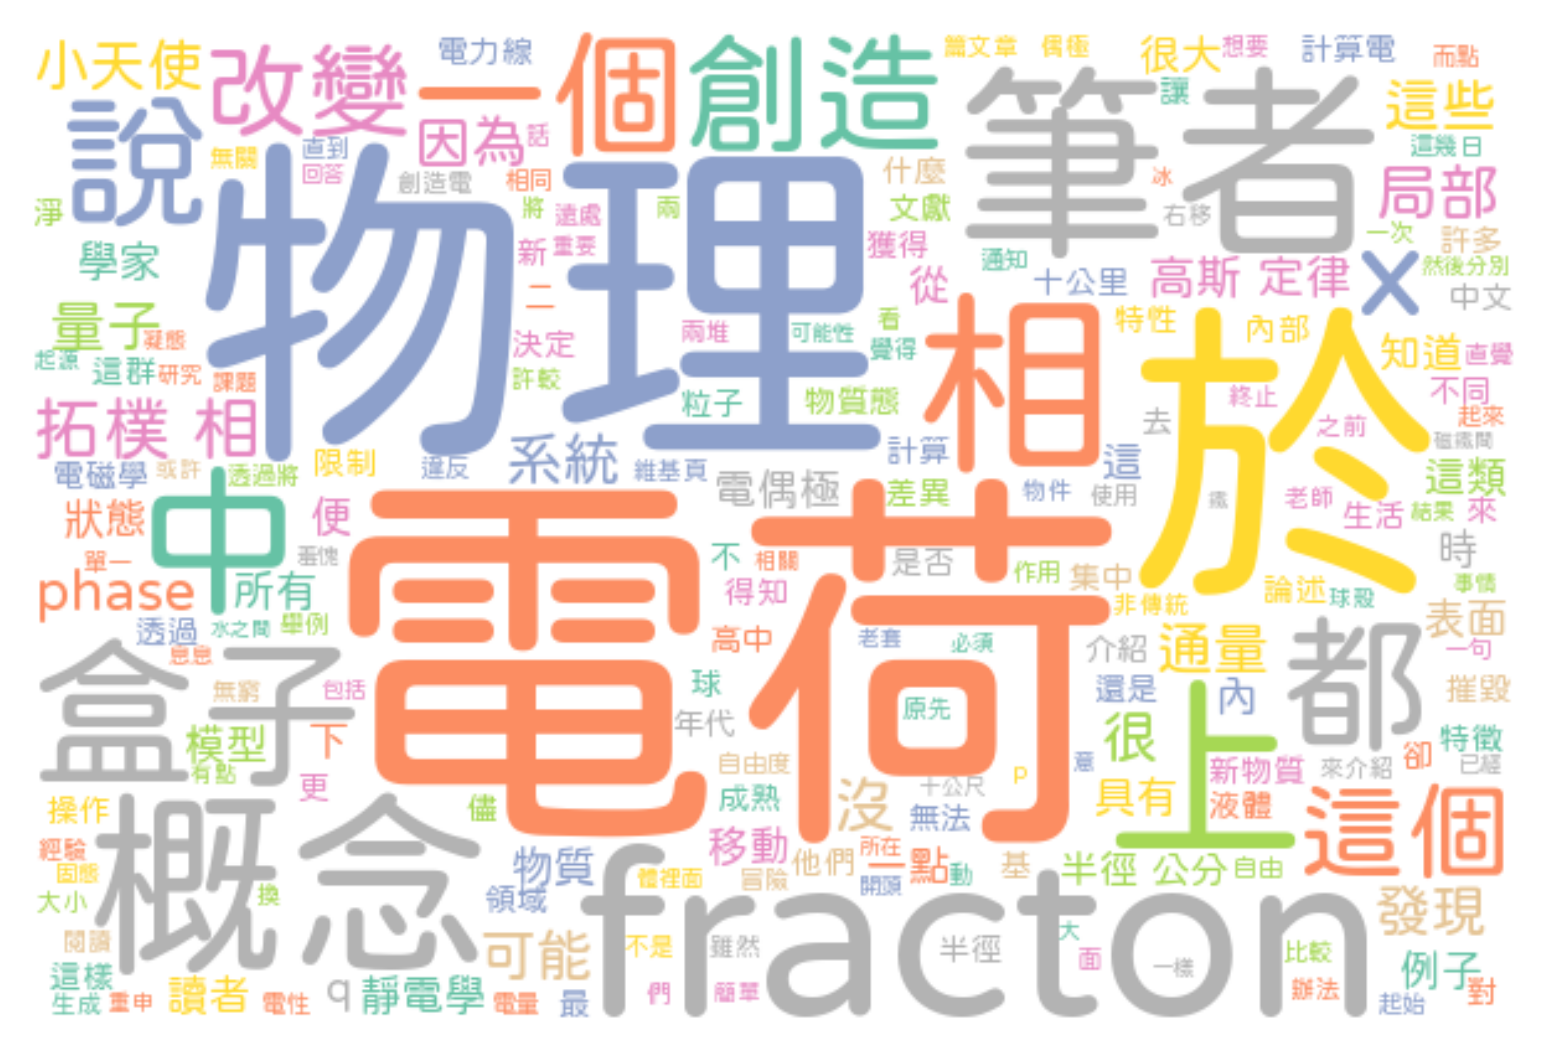 小天使
改變
電力線
一個
創造
篇文章
偶極
很大
想要
計算電
而點
說
因為
話
筆者
讓
這些
這幾日
無關
直到
回答
創造電
相同
什麼
冰
局部
淨
物理
將
遠處
兩
文獻
右移
一次
許多
學家
新
重要
獲得
通知
十公里
高斯 定律
x
然後分別
中文
從
二
量子
凝態
起源
這群
研究
課題
決定
許較
兩堆
可能性
看
覺得
相
特性
於
內部
知道
直覺
不同
拓樸 相
粒子
物質態
去
終止
之前
起來
磁鐵間
電磁學
或許
透過將
限制
違反
系統
維基頁
電偶極
計算
差異
這
物件
使用
鐵
老師
生活
這類
結果
來
狀態
中
便
電荷
不
相關
是否
作用
集中
時
單一
羞愧
phase
所有
得知
非傳統
論述
球殼
事情
透過
水之間
舉例
息息
高中
老套
必須
介紹
通量
都
表面
一句
盒子
無窮
包括
球
年代
原先
還是
內
摧毀
模型
有點
下
更
自由度
十公尺
p
意
很
上
新物質
來介紹
卻
特徵
已經
操作
概念
儘
成熟
沒
無法
具有
液體
這個
經驗
固態
物質
移動
他們
所在
一點
動
基
半徑 公分
自由
大小
換
領域
體裡面
冒險
開頭
fracton
發現
閱讀
可能
不是
雖然
半徑
大
面
一樣
比較
例子
這樣
生成
重申
讀者
電性
q
靜電學
電量
最
們
簡單
辦法
起始
對